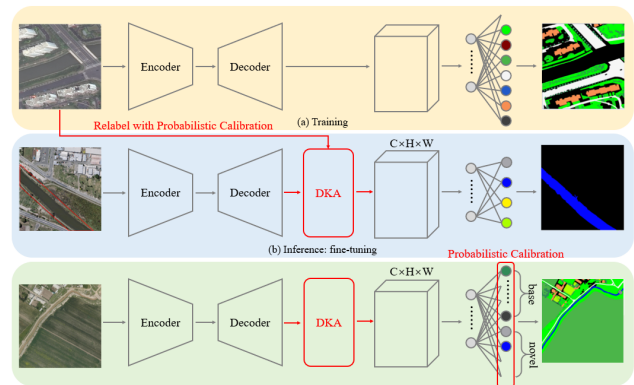 Encoder
Decoder
(a) Training
Relabel with Probabilistic Calibration
C×H×W
Encoder
Decoder
DKA
(b) Inference: fine-tuning
Probabilistic Calibration
C×H×W
Encoder
Decoder
DKA
base
novel